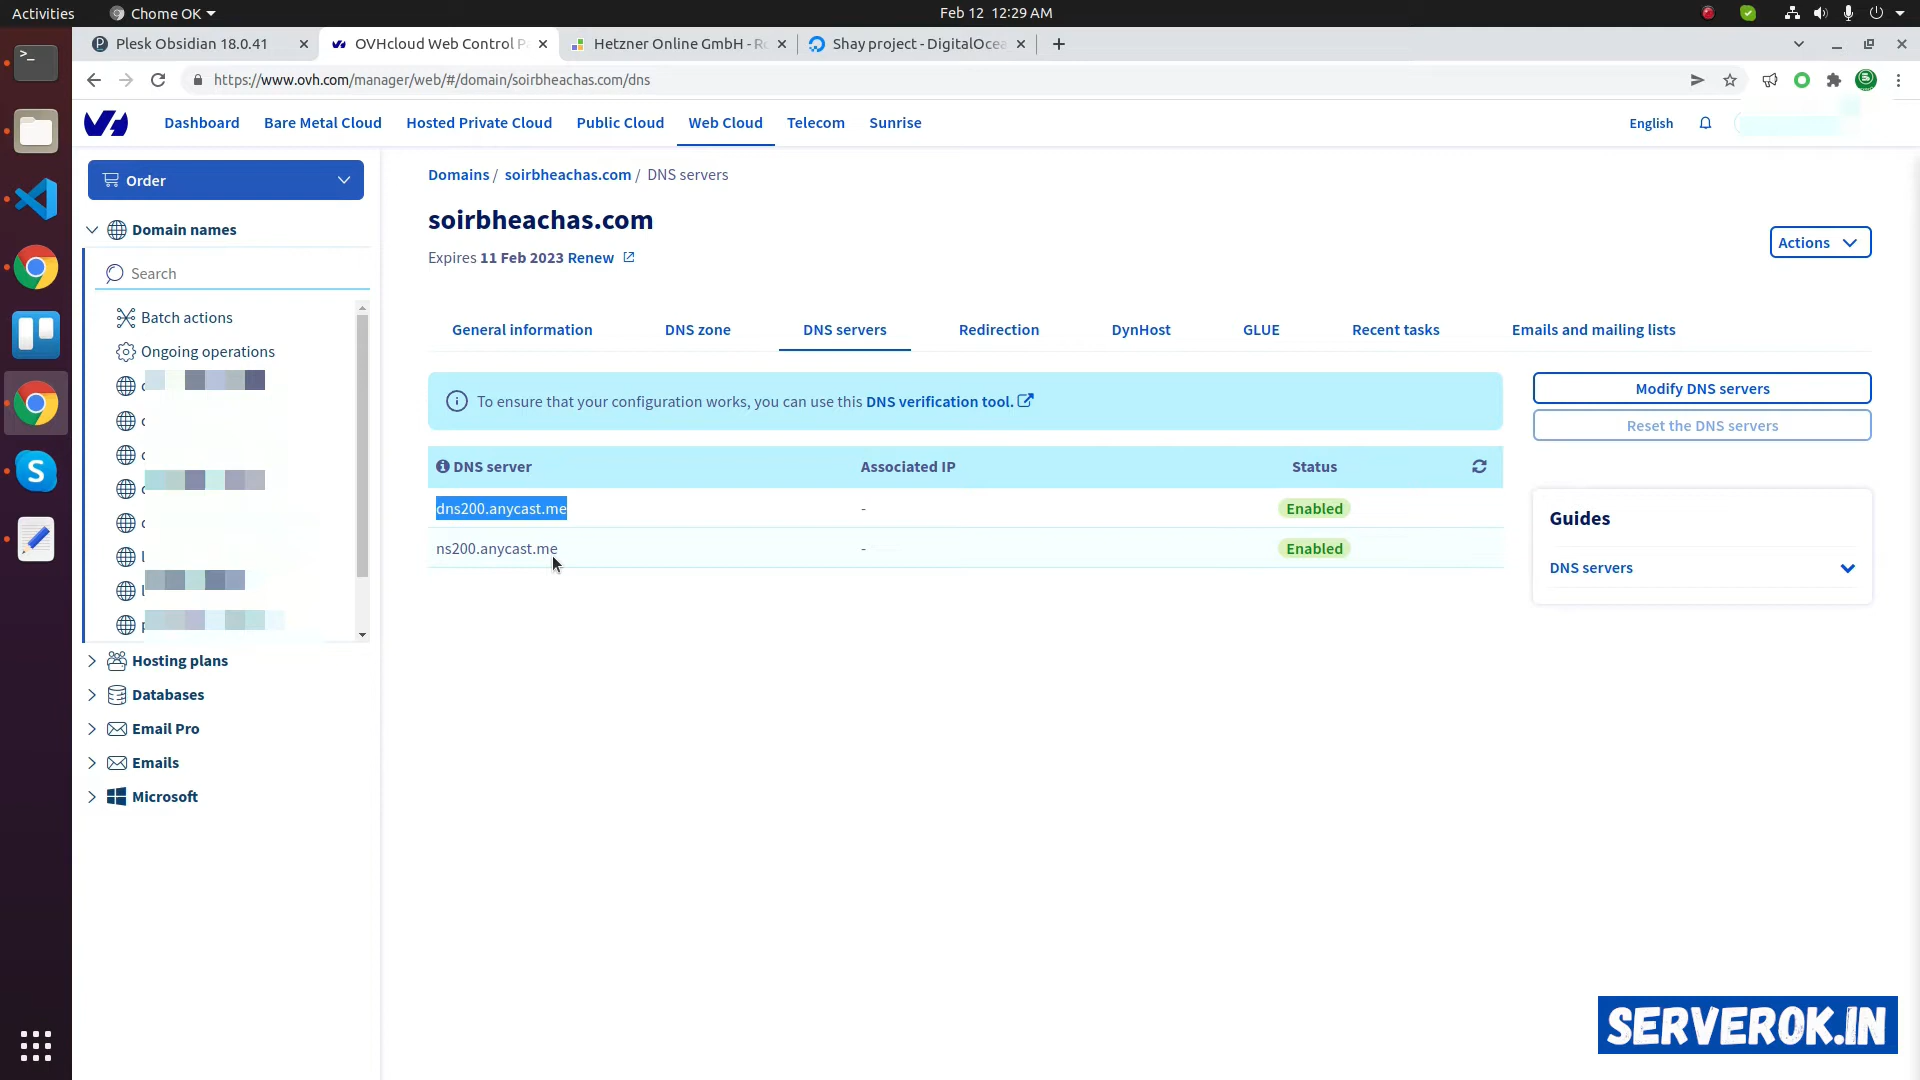 Activities
Chome OK
Feb 12 12:29 AM
Plesk Obsidian 18.0.41
OVHcloud Web Control P
Hetzner Online GmbH - Ro
Shay project - DigitalOcea
https://www.ovh.com/manager/web/#/domain/soirbheachas.com/dns
Dashboard
Bare Metal Cloud
Hosted Private Cloud
Public Cloud
Web Cloud
Telecom
Sunrise
English
Order
Domain names
Search
Batch actions
Ongoing operations
Hosting plans
Databases
Email Pro
Emails
Microsoft
Domains / soirbheachas.com / DNS servers
soirbheachas.com
Expires 11 Feb 2023 Renew
Actions
General information
DNS zone
DNS servers
Redirection
DynHost
GLUE
Recent tasks
Emails and mailing lists
To ensure that your configuration works, you can use this DNS verification tool.
DNS server
Associated IP
Status
dns200.anycast.me
-
Enabled
ns200.anycast.me
-
Enabled
Modify DNS servers
Reset the DNS servers
Guides
DNS servers
SERVEROK.IN